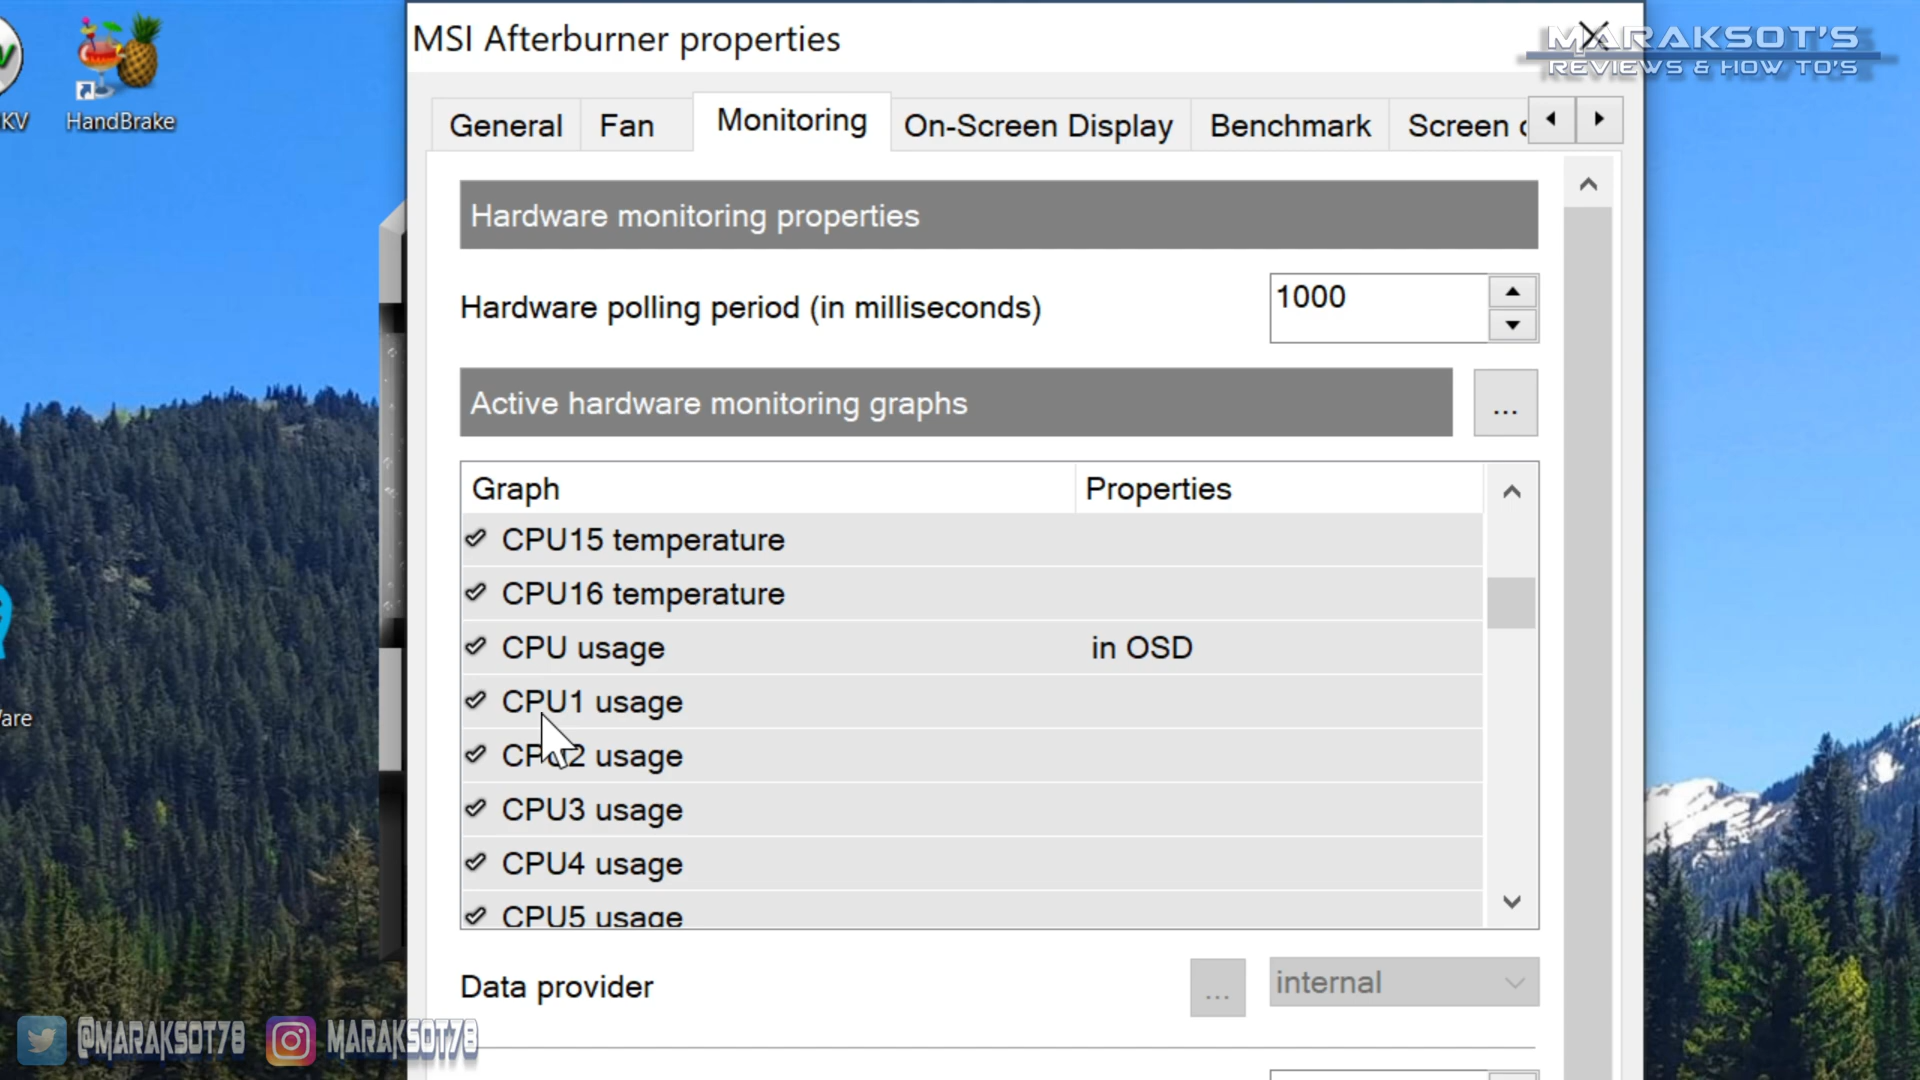 MSI Afterburner properties
MARAKSOT'S
REVIEWS & HOW TO'S
KV
HandBrake
General
Fan
Monitoring
On-Screen Display
Benchmark
Screen
Hardware monitoring properties
Hardware polling period (in milliseconds)
1000
Active hardware monitoring graphs
...
Graph
Properties
CPU15 temperature
CPU16 temperature
CPU usage
in OSD
CPU1 usage
CPU2 usage
CPU3 usage
CPU4 usage
CPU5 usage
are
Data provider
...
internal
@MARAKSOT78
MARAKSOT78